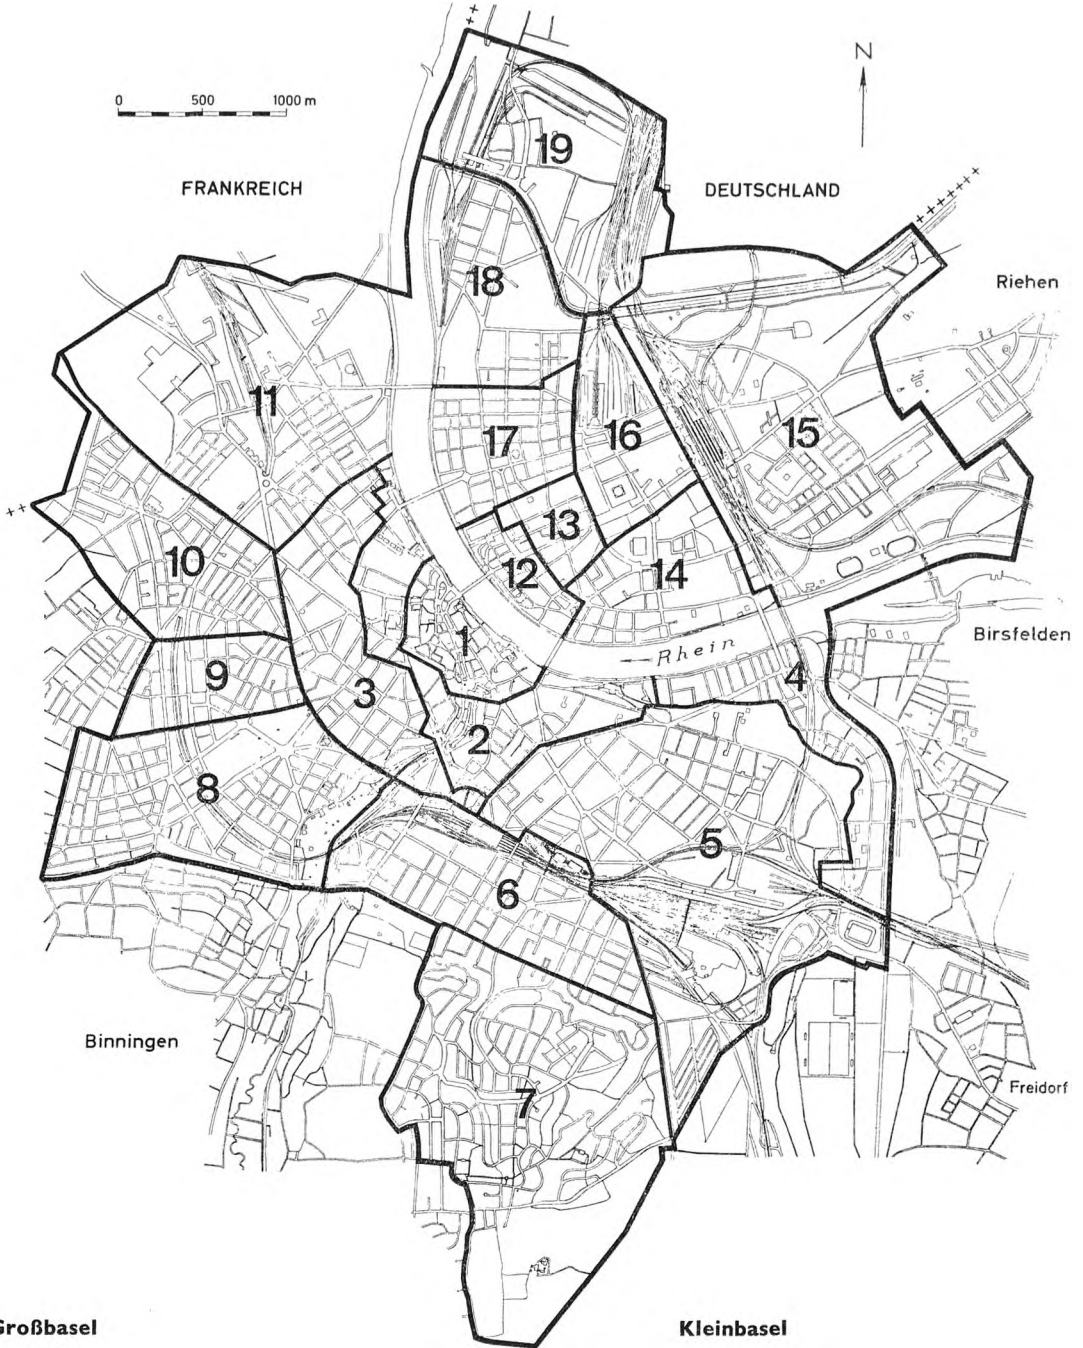 N
0 500 1000 m
19
FRANKREICH
DEUTSCHLAND
18
Riehen
11
17
16
15
13
10
12
14
1
Rhein
Birsfelden
9
3
4
2
8
5
6
Binningen
7
Freidorf
Großbasel
Kleinbasel